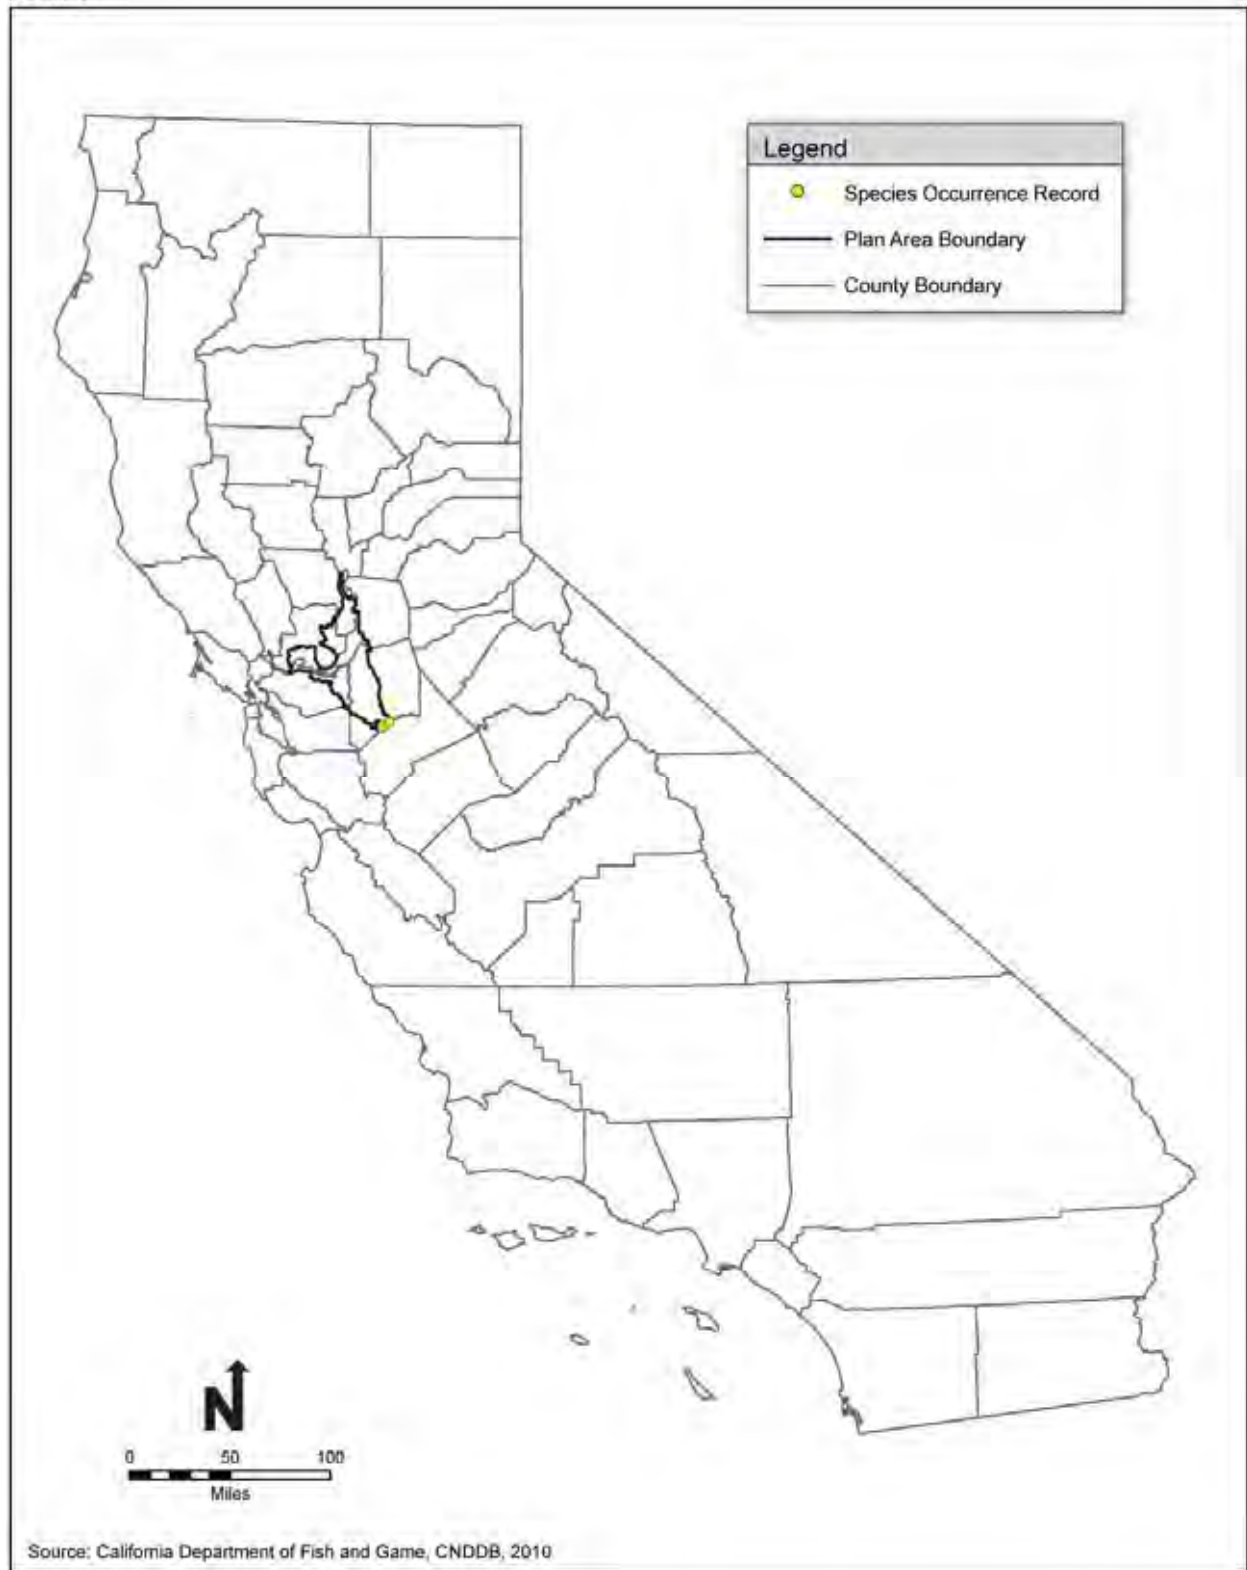 Legend
Species Occurrence Record
Plan Area Boundary
County Boundary
N
0 50 100
Miles
Source: California Department of Fish and Game, CNDDB, 2010